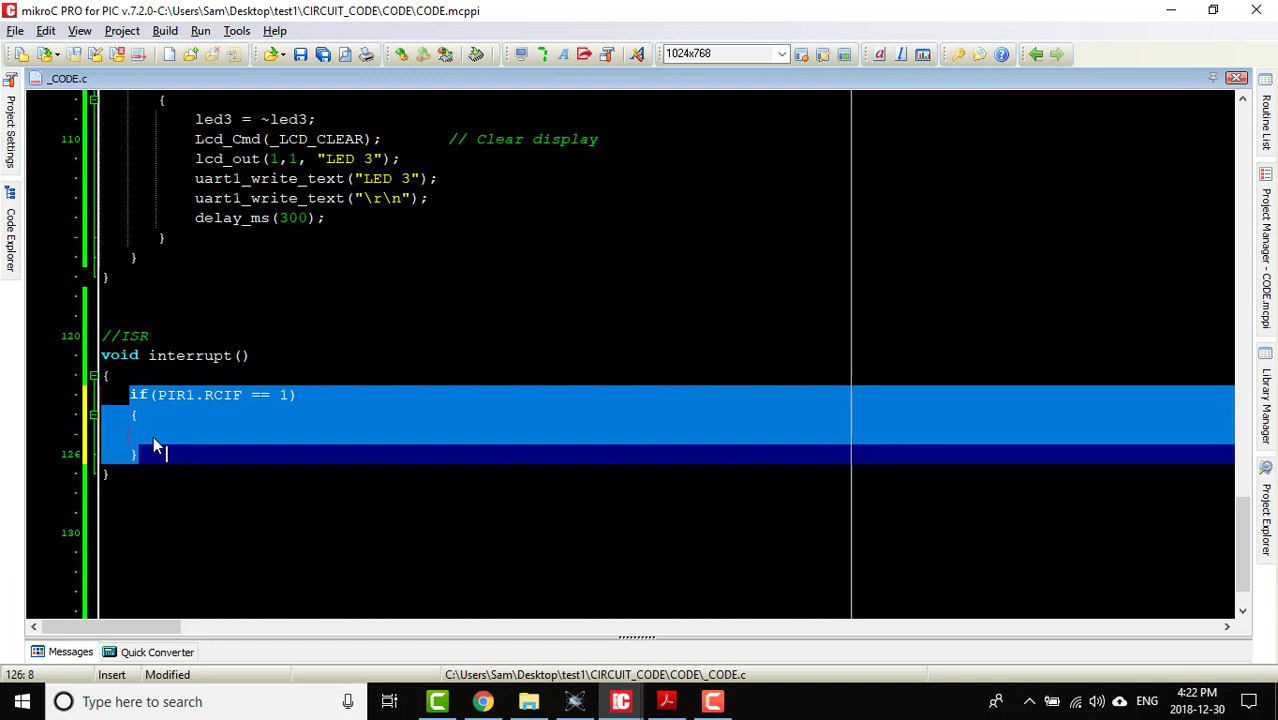 mikroC PRO for PIC v.7.2.0-C:\Users\Sam\Desktop\test1\CIRCUIT_CODE\CODE\CODE.mcppi
File Edit View Project Build Run Tools Help
1024x768
_CODE.c
{
led3 = ~led3;
110 Lcd_Cmd(_LCD_CLEAR); // Clear display
lcd_out(1,1, "LED 3");
uart1_write_text("LED 3");
uart1_write_text("\r\n");
delay_ms(300);
}
}
}
120 //ISR
void interrupt()
{
if(PIR1.RCIF == 1)
{
126 }
}
130
Project Settings
Code Explorer
Routine List
Project Manager - CODE.mcppi
Library Manager
Project Explorer
Messages Quick Converter
126: 8 Insert Modified C:\Users\Sam\Desktop\test1\CIRCUIT_CODE\CODE\_CODE.c
Type here to search
ENG
4:22 PM
2018-12-30